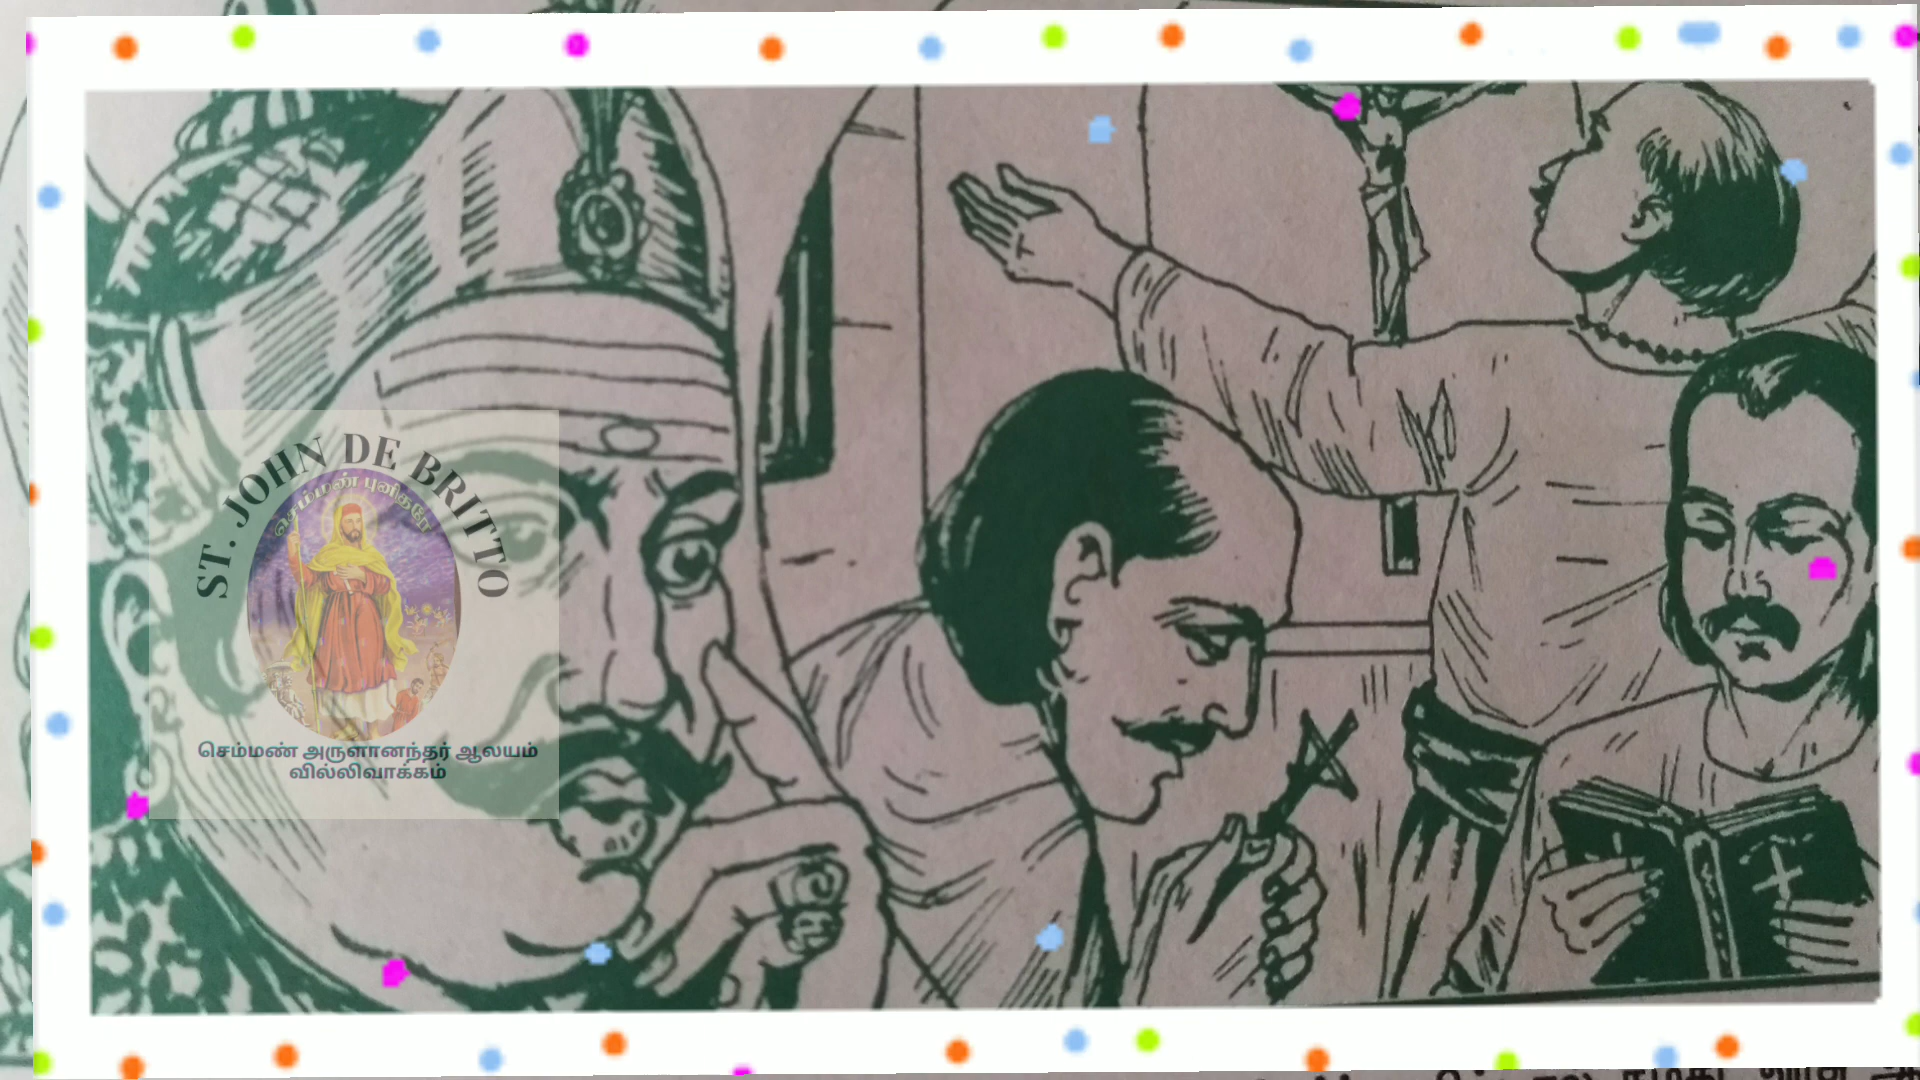 ST. JOHN DE BRITTO
செம்மண் புனிதரே
செம்மண் அருளானந்தர் ஆலயம்
வில்லிவாக்கம்